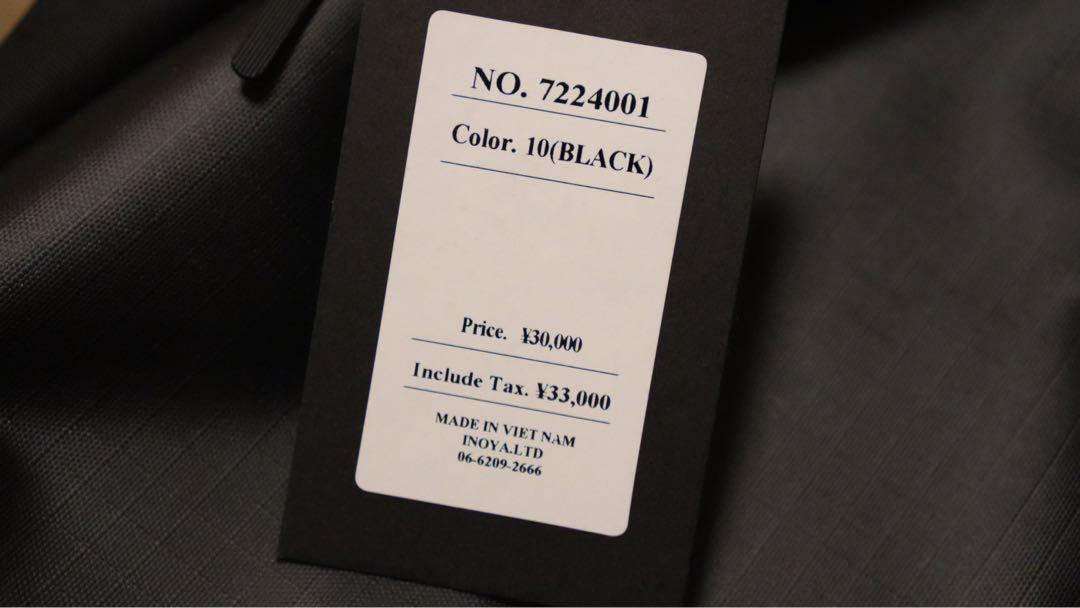 NO. 7224001
Color. 10(BLACK)
Price. ¥30,000
Include Tax. ¥33,000
MADE IN VIET NAM
INOYA.LTD
06-6209-2666